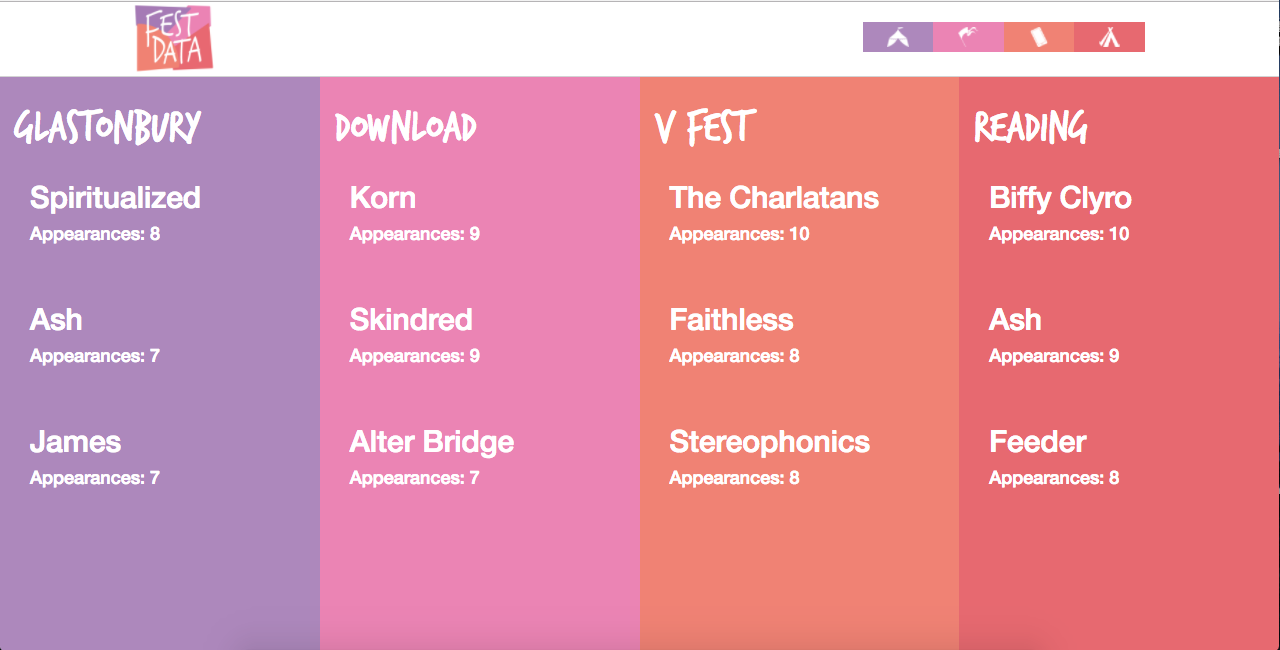 FEST
DATA
GLASTONBURY
Spiritualized
Appearances: 8
Ash
Appearances: 7
James
Appearances: 7
DOWNLOAD
Korn
Appearances: 9
Skindred
Appearances: 9
Alter Bridge
Appearances: 7
V FEST
The Charlatans
Appearances: 10
Faithless
Appearances: 8
Stereophonics
Appearances: 8
READING
Biffy Clyro
Appearances: 10
Ash
Appearances: 9
Feeder
Appearances: 8